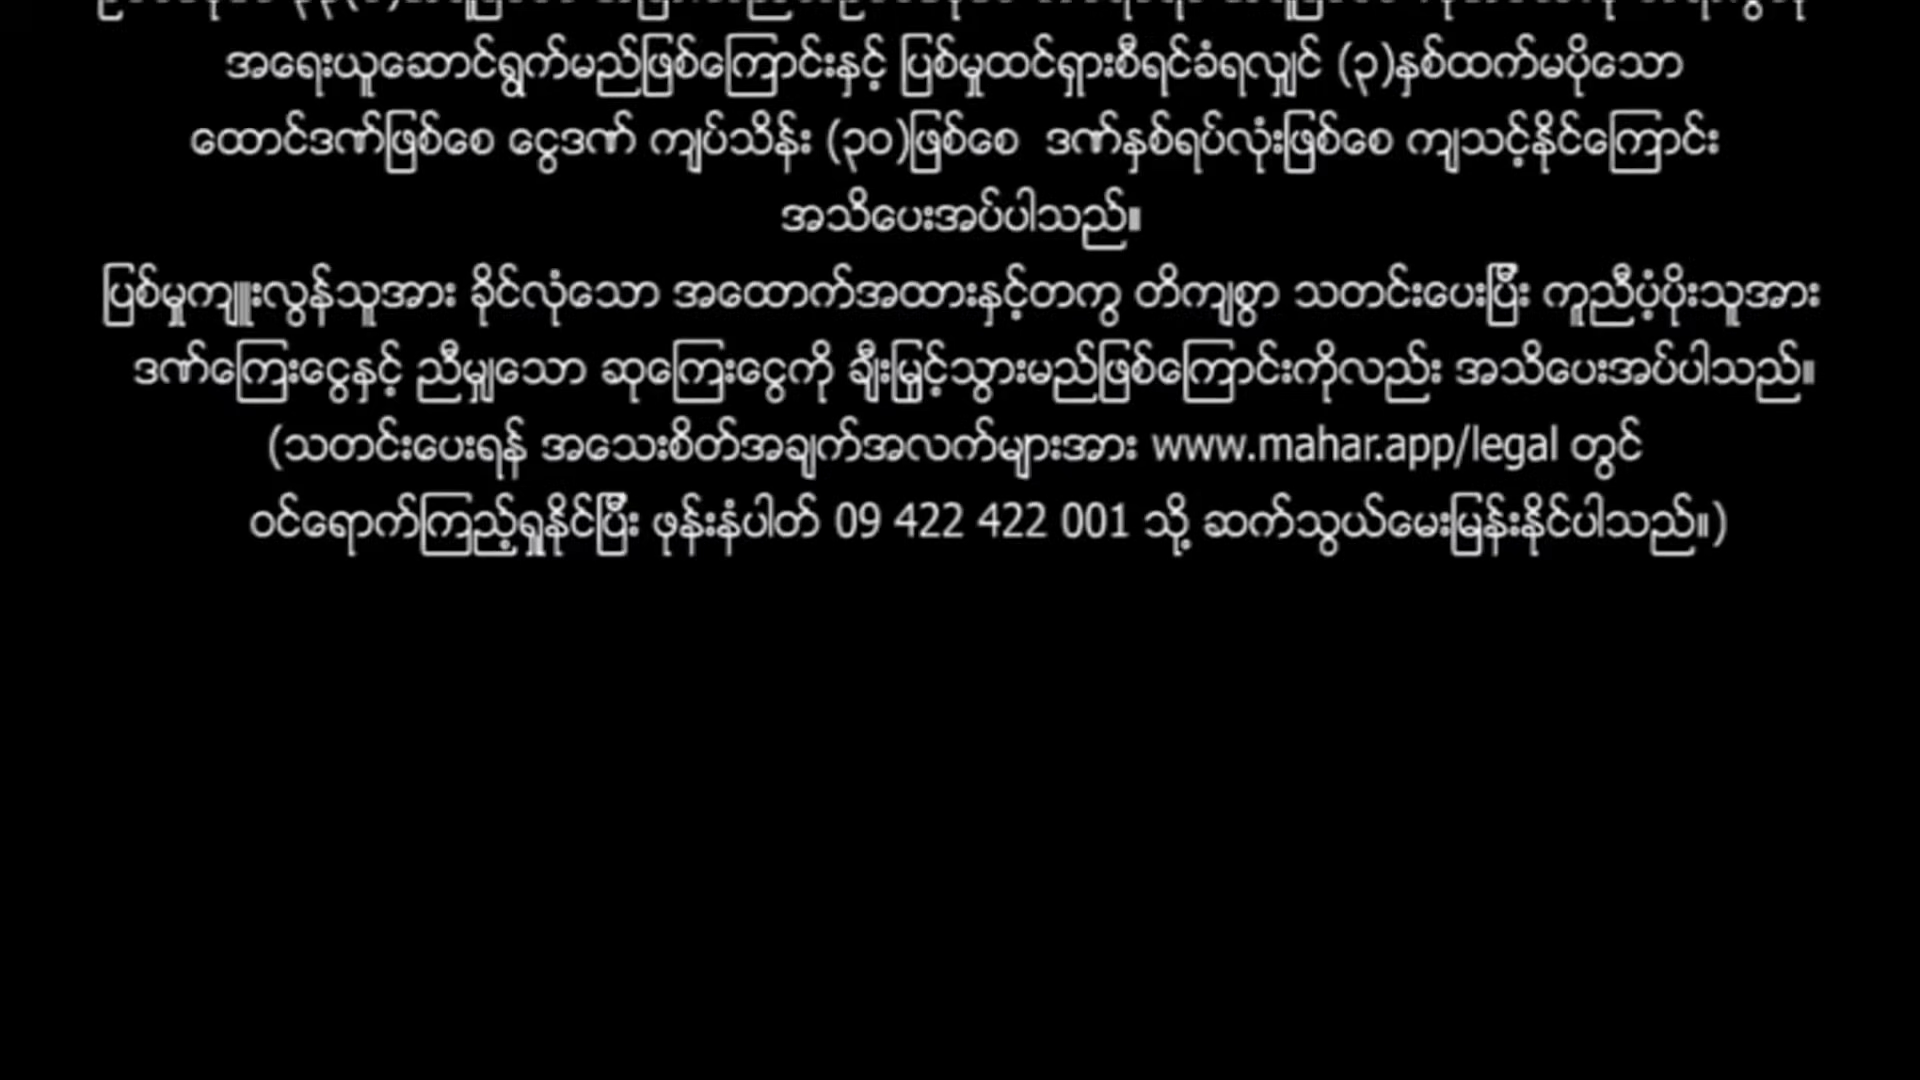 အရေးယူဆောင်ရွက်မည်ဖြစ်ကြောင်းနှင့် ပြစ်မှုထင်ရှားစီရင်ခံရလျှင် (၃)နှစ်ထက်မပိုသော
ထောင်ဒဏ်ဖြစ်စေ ငွေဒဏ် ကျပ်သိန်း (၃၀)ဖြစ်စေ ဒဏ်နှစ်ရပ်လုံးဖြစ်စေ ကျသင့်နိုင်ကြောင်း
အသိပေးအပ်ပါသည်။
ပြစ်မှုကျူးလွန်သူအား ခိုင်လုံသော အထောက်အထားနှင့်တကွ တိကျစွာ သတင်းပေးပြီး ကူညီပံ့ပိုးသူအား
ဒဏ်ကြေးငွေနှင့် ညီမျှသော ဆုကြေးငွေကို ချီးမြှင့်သွားမည်ဖြစ်ကြောင်းကိုလည်း အသိပေးအပ်ပါသည်။
(သတင်းပေးရန် အသေးစိတ်အချက်အလက်များအား www.mahar.app/legal တွင်
ဝင်ရောက်ကြည့်ရှုနိုင်ပြီး ဖုန်းနံပါတ် 09 422 422 001 သို့ ဆက်သွယ်မေးမြန်းနိုင်ပါသည်။)